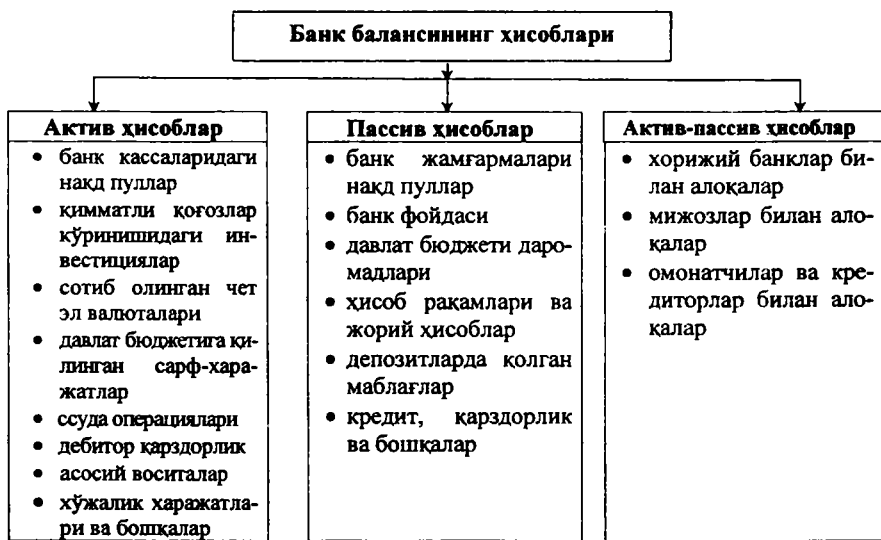 Банк балансининг ҳисоблари
Актив ҳисоблар
• банк кассаларидаги
нақд пуллар
• қимматли қоғозлар
кўринишидаги ин-
вестициялар
• сотиб олинган чет
эл валюталари
• давлат бюджетига қи-
линган сарф-хара-
жатлар
• ссуда операциялари
• дебитор қарздорлик
• асосий воситалар
• хўжалик харажатла-
ри ва бошқалар
Пассив ҳисоблар
• банк жамғармалари
нақд пуллар
• банк фойдаси
• давлат бюджети даро-
мадлари
• ҳисоб рақамлари ва
жорий ҳисоблар
• депозитларда қолган
маблағлар
• кредит, қарздорлик
ва бошқалар
Актив-пассив ҳисоблар
• хорижий банклар би-
лан алоқалар
• мижозлар билан ало-
қалар
• омонатчилар ва кре-
диторлар билан ало-
қалар